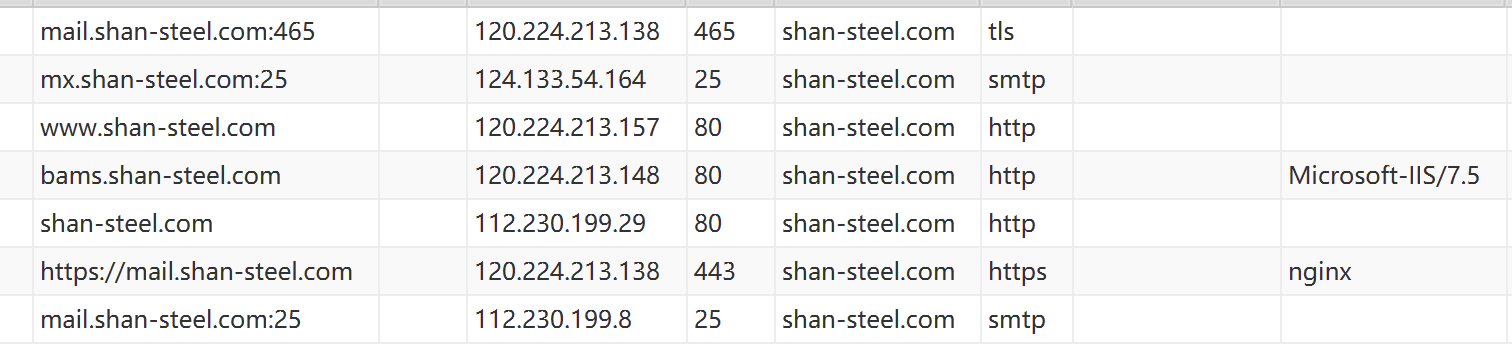 mail.shan-steel.com:465 120.224.213.138 465 shan-steel.com tls
mx.shan-steel.com:25 124.133.54.164 25 shan-steel.com smtp
www.shan-steel.com 120.224.213.157 80 shan-steel.com http
bams.shan-steel.com 120.224.213.148 80 shan-steel.com http Microsoft-IIS/7.5
shan-steel.com 112.230.199.29 80 shan-steel.com http
https://mail.shan-steel.com 120.224.213.138 443 shan-steel.com https nginx
mail.shan-steel.com:25 112.230.199.8 25 shan-steel.com smtp